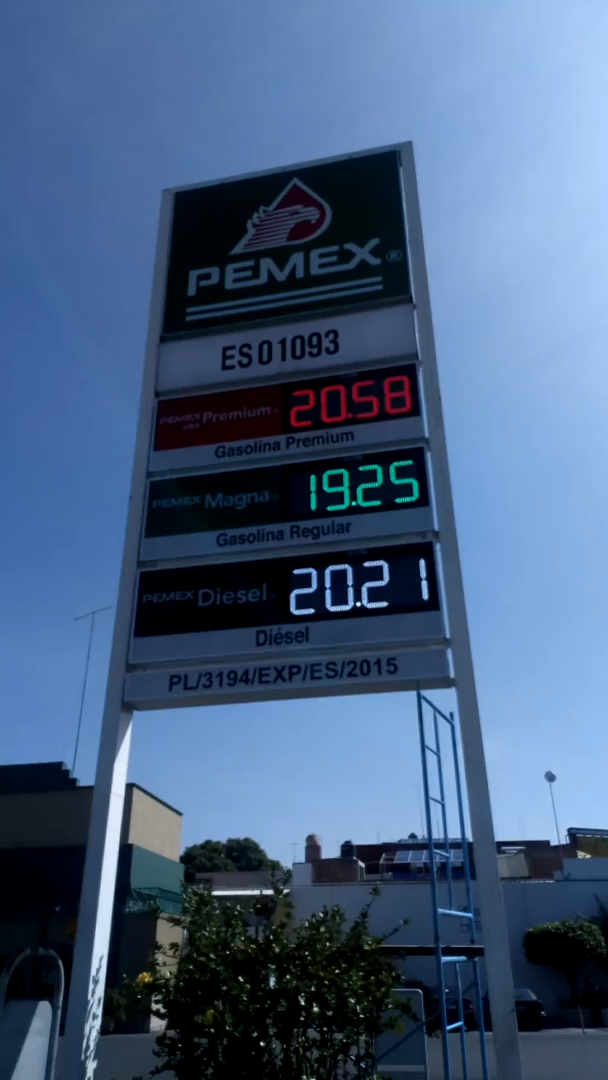 PEMEX®
ES01093
PEMEX Premium 20.58
Gasolina Premium
PEMEX Magna 19.25
Gasolina Regular
PEMEX Diesel 20.21
Diésel
PL/3194/EXP/ES/2015